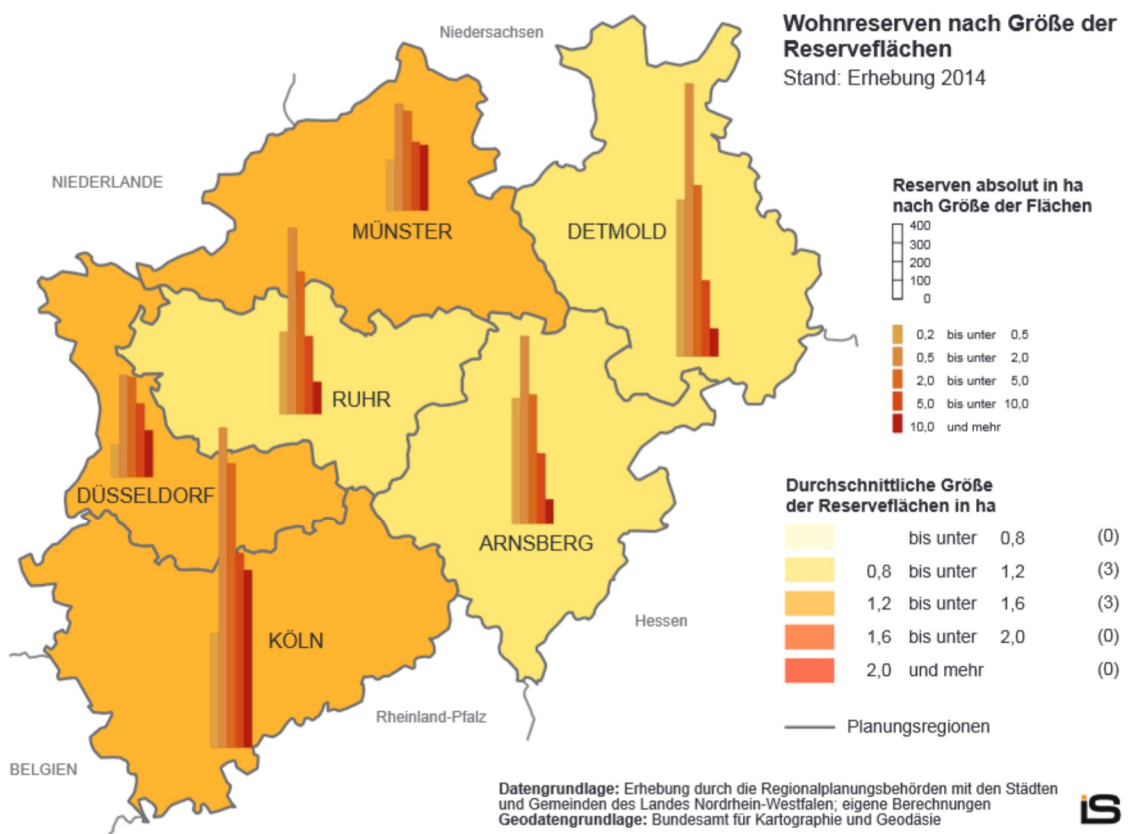 Wohnreserven nach Größe der
Reserveflächen
Stand: Erhebung 2014
Niedersachsen
NIEDERLANDE
MÜNSTER
DETMOLD
RUHR
DÜSSELDORF
ARNSBERG
KÖLN
Hessen
Rheinland-Pfalz
BELGIEN
Reserven absolut in ha
nach Größe der Flächen
400
300
200
100
0
0,2 bis unter 0,5
0,5 bis unter 2,0
2,0 bis unter 5,0
5,0 bis unter 10,0
10,0 und mehr
Durchschnittliche Größe
der Reserveflächen in ha
bis unter 0,8 (0)
0,8 bis unter 1,2 (3)
1,2 bis unter 1,6 (3)
1,6 bis unter 2,0 (0)
2,0 und mehr (0)
Planungsregionen
Datengrundlage: Erhebung durch die Regionalplanungsbehörden mit den Städten
und Gemeinden des Landes Nordrhein-Westfalen; eigene Berechnungen
Geodatengrundlage: Bundesamt für Kartographie und Geodäsie
iS